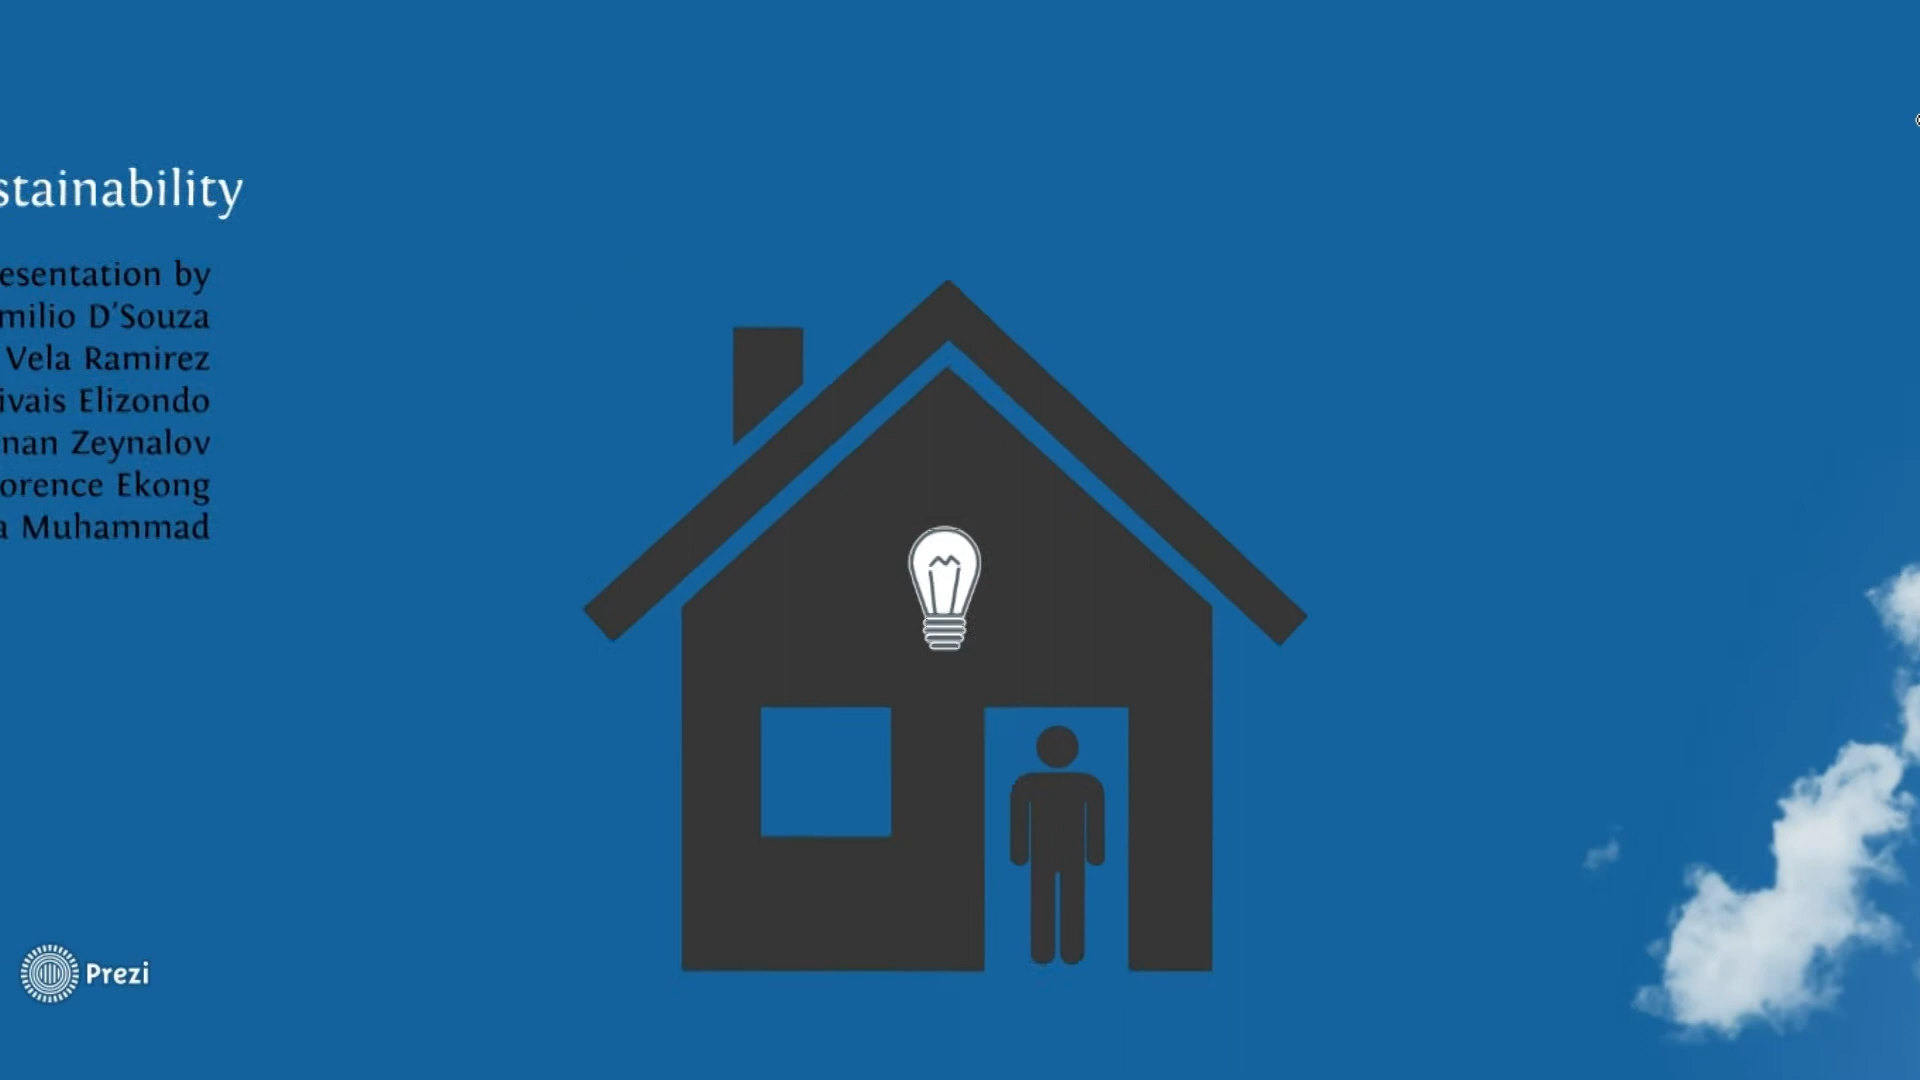 stainability
esentation by
milio D'Souza
Vela Ramirez
ivais Elizondo
nan Zeynalov
orence Ekong
a Muhammad
Prezi